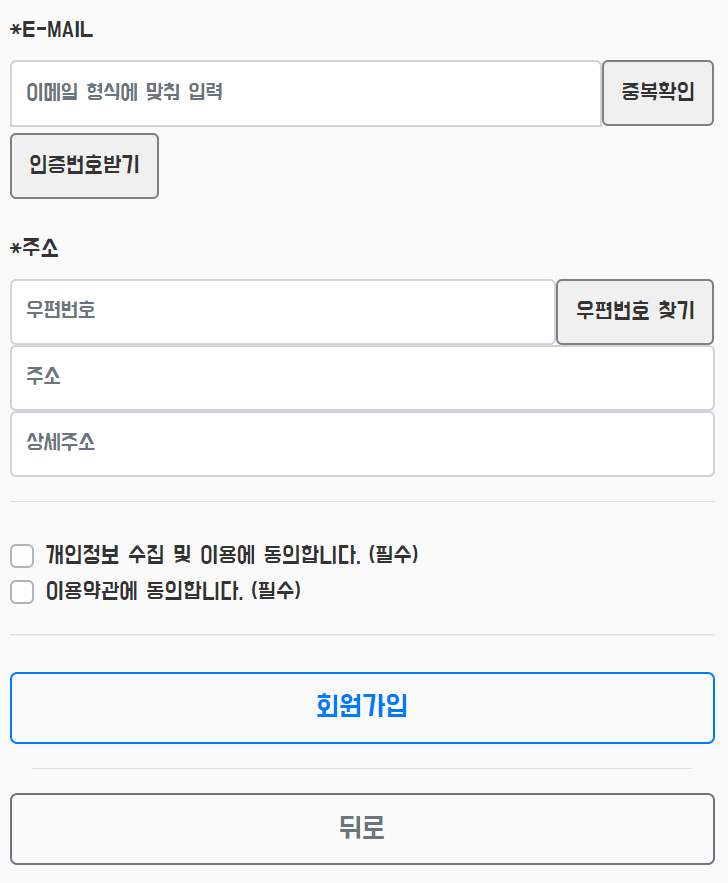 *E-MAIL
이메일 형식에 맞춰 입력 중복확인
인증번호받기
*주소
우편번호 우편번호 찾기
주소
상세주소
개인정보 수집 및 이용에 동의합니다. (필수)
이용약관에 동의합니다. (필수)
회원가입
뒤로